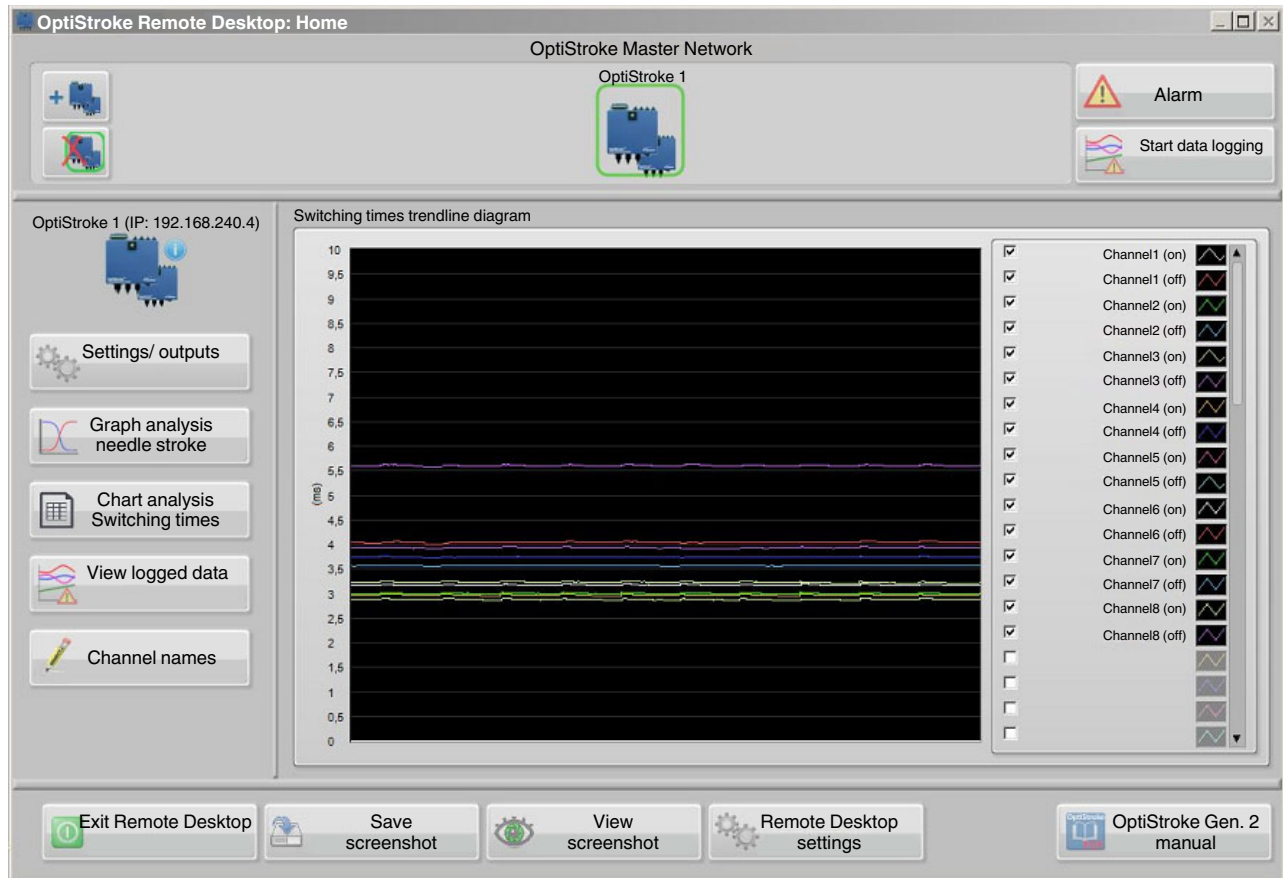 OptiStroke Remote Desktop: Home
OptiStroke Master Network
OptiStroke 1
Alarm
Start data logging
OptiStroke 1 (IP: 192.168.240.4)
Settings/ outputs
Graph analysis
needle stroke
Chart analysis
Switching times
View logged data
Channel names
Switching times trendline diagram
10
9,5
9
8,5
8
7,5
7
6,5
6
5,5
5
4,5
4
3,5
3
2,5
2
1,5
1
0,5
0
(ms)
Channel1 (on)
Channel1 (off)
Channel2 (on)
Channel2 (off)
Channel3 (on)
Channel3 (off)
Channel4 (on)
Channel4 (off)
Channel5 (on)
Channel5 (off)
Channel6 (on)
Channel6 (off)
Channel7 (on)
Channel7 (off)
Channel8 (on)
Channel8 (off)
Exit Remote Desktop
Save
screenshot
View
screenshot
Remote Desktop
settings
OptiStroke
OptiStroke Gen. 2
manual